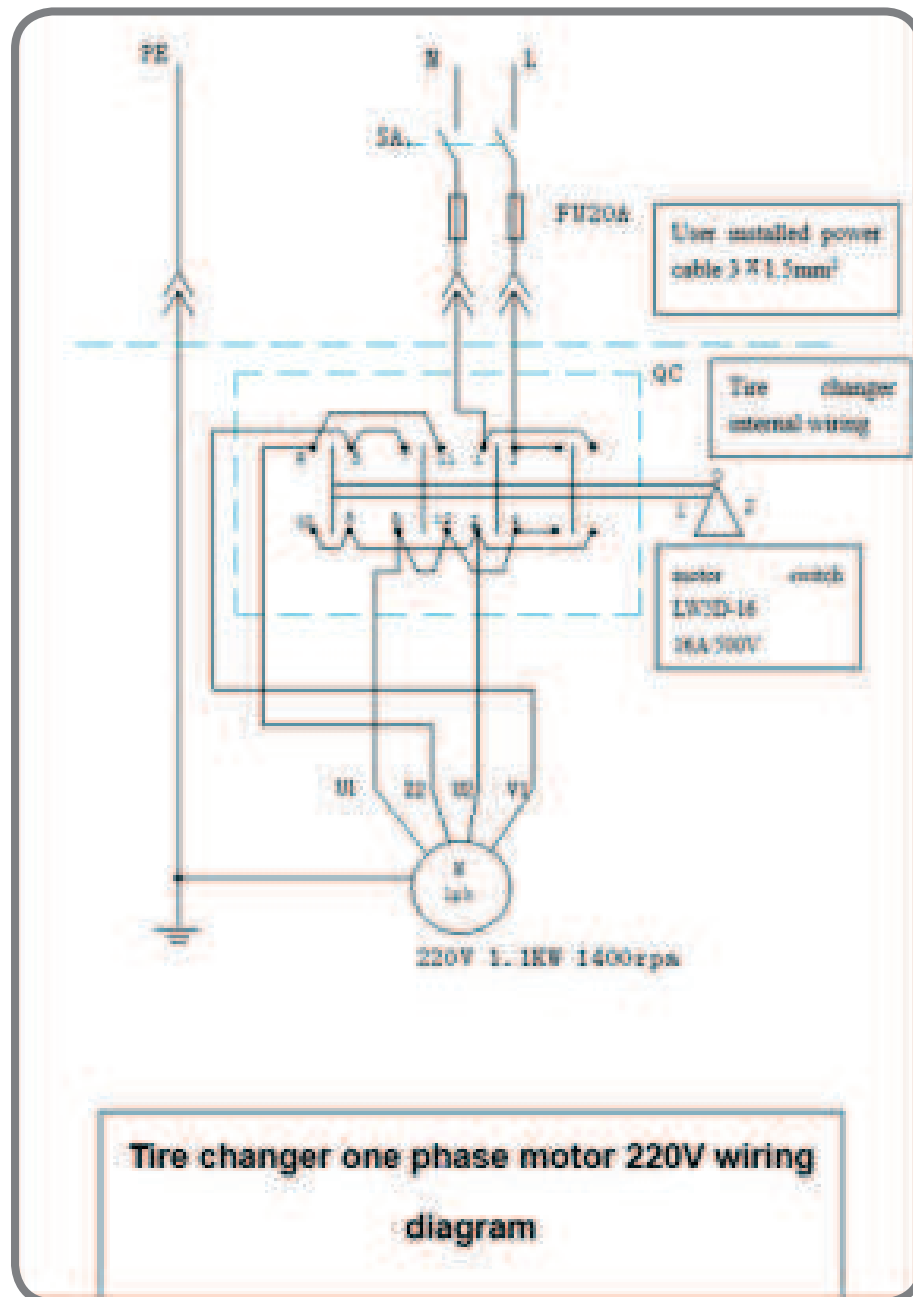 PE
N L
SA.
FU20A
User installed power
cable 3×1.5mm²
QC
Tire changer
internal wiring
11
1 2
motor switch
LW5D-16
16A/500V
U1 Z2 U2 V1
M
1ph
220V 1.1KW 1400rpm
Tire changer one phase motor 220V wiring
diagram